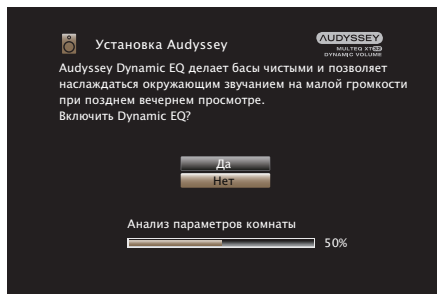 Установка Audyssey
AUDYSSEY
MULTEQ XT32
DYNAMIC VOLUME
Audyssey Dynamic EQ делает басы чистыми и позволяет
наслаждаться окружающим звучанием на малой громкости
при позднем вечернем просмотре.
Включить Dynamic EQ?
Да
Нет
Анализ параметров комнаты
50%